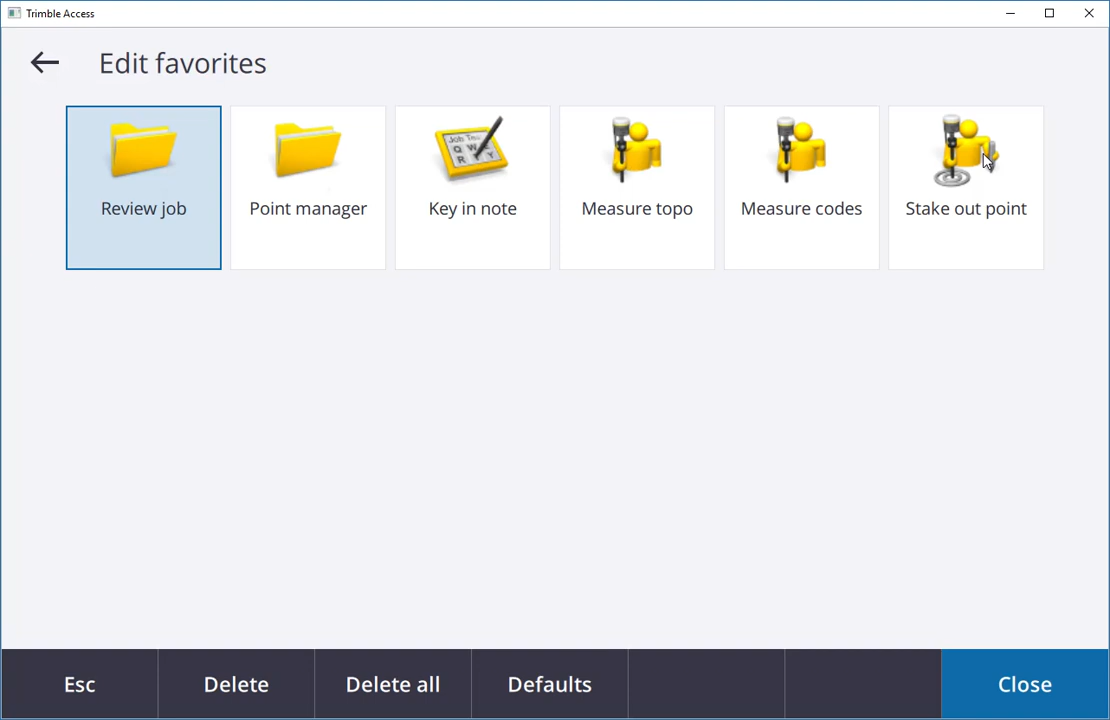 Trimble Access
Edit favorites
Review job
Point manager
Key in note
Measure topo
Measure codes
Stake out point
Esc
Delete
Delete all
Defaults
Close